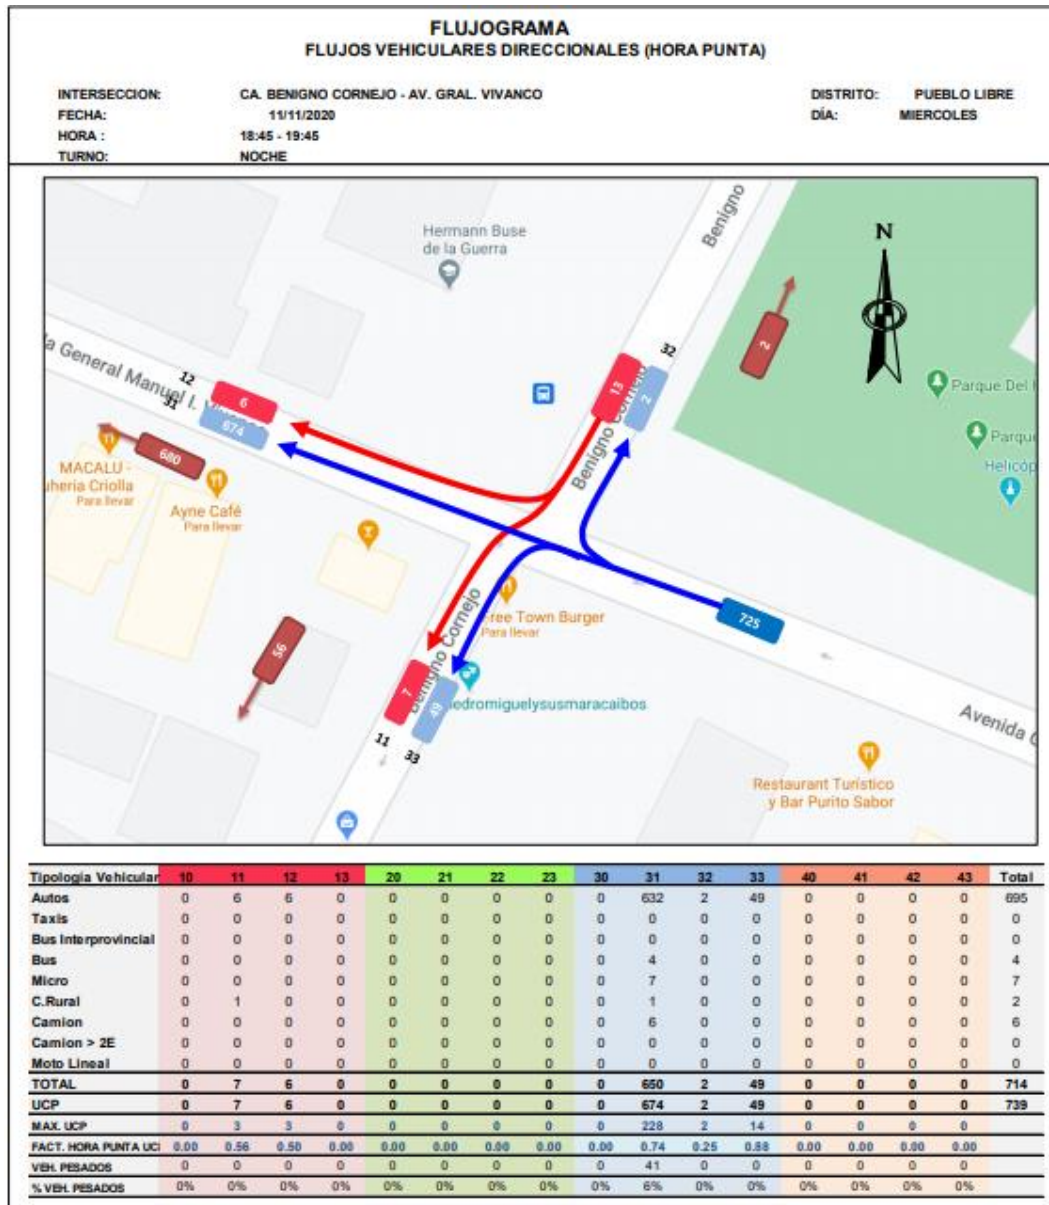 FLUJOGRAMA
FLUJOS VEHICULARES DIRECCIONALES (HORA PUNTA)
INTERSECCION: CA. BENIGNO CORNEJO - AV. GRAL. VIVANCO DISTRITO: PUEBLO LIBRE
FECHA: 11/11/2020 DÍA: MIERCOLES
HORA : 18:45 - 19:45
TURNO: NOCHE
Benigno
Hermann Buse
de la Guerra
N
2
32
la General Manuel I.
12
31
6
674
13
2
Benigno Cornejo
Parque Del
Parque
Helicóp
680
MACALU -
uheria Criolla
Para llevar
Ayne Café
Para llevar
ree Town Burger
Para llevar
725
56
Benigno Cornejo
7
49
edromiguelysusmaracaibos
11
33
Avenida
Restaurant Turístico
y Bar Purito Sabor
Tipologia Vehicular 10 11 12 13 20 21 22 23 30 31 32 33 40 41 42 43 Total
Autos 0 6 6 0 0 0 0 0 0 632 2 49 0 0 0 0 695
Taxis 0 0 0 0 0 0 0 0 0 0 0 0 0 0 0 0 0
Bus Interprovincial 0 0 0 0 0 0 0 0 0 0 0 0 0 0 0 0 0
Bus 0 0 0 0 0 0 0 0 0 4 0 0 0 0 0 0 4
Micro 0 0 0 0 0 0 0 0 0 7 0 0 0 0 0 0 7
C.Rural 0 1 0 0 0 0 0 0 0 1 0 0 0 0 0 0 2
Camion 0 0 0 0 0 0 0 0 0 6 0 0 0 0 0 0 6
Camion > 2E 0 0 0 0 0 0 0 0 0 0 0 0 0 0 0 0 0
Moto Lineal 0 0 0 0 0 0 0 0 0 0 0 0 0 0 0 0 0
TOTAL 0 7 6 0 0 0 0 0 0 650 2 49 0 0 0 0 714
UCP 0 7 6 0 0 0 0 0 0 674 2 49 0 0 0 0 739
MAX. UCP 0 3 3 0 0 0 0 0 0 228 2 14 0 0 0 0
FACT. HORA PUNTA UCI 0.00 0.56 0.50 0.00 0.00 0.00 0.00 0.00 0.00 0.74 0.25 0.88 0.00 0.00 0.00 0.00
VEH. PESADOS 0 0 0 0 0 0 0 0 0 41 0 0 0 0 0 0
% VEH. PESADOS 0% 0% 0% 0% 0% 0% 0% 0% 0% 6% 0% 0% 0% 0% 0% 0%